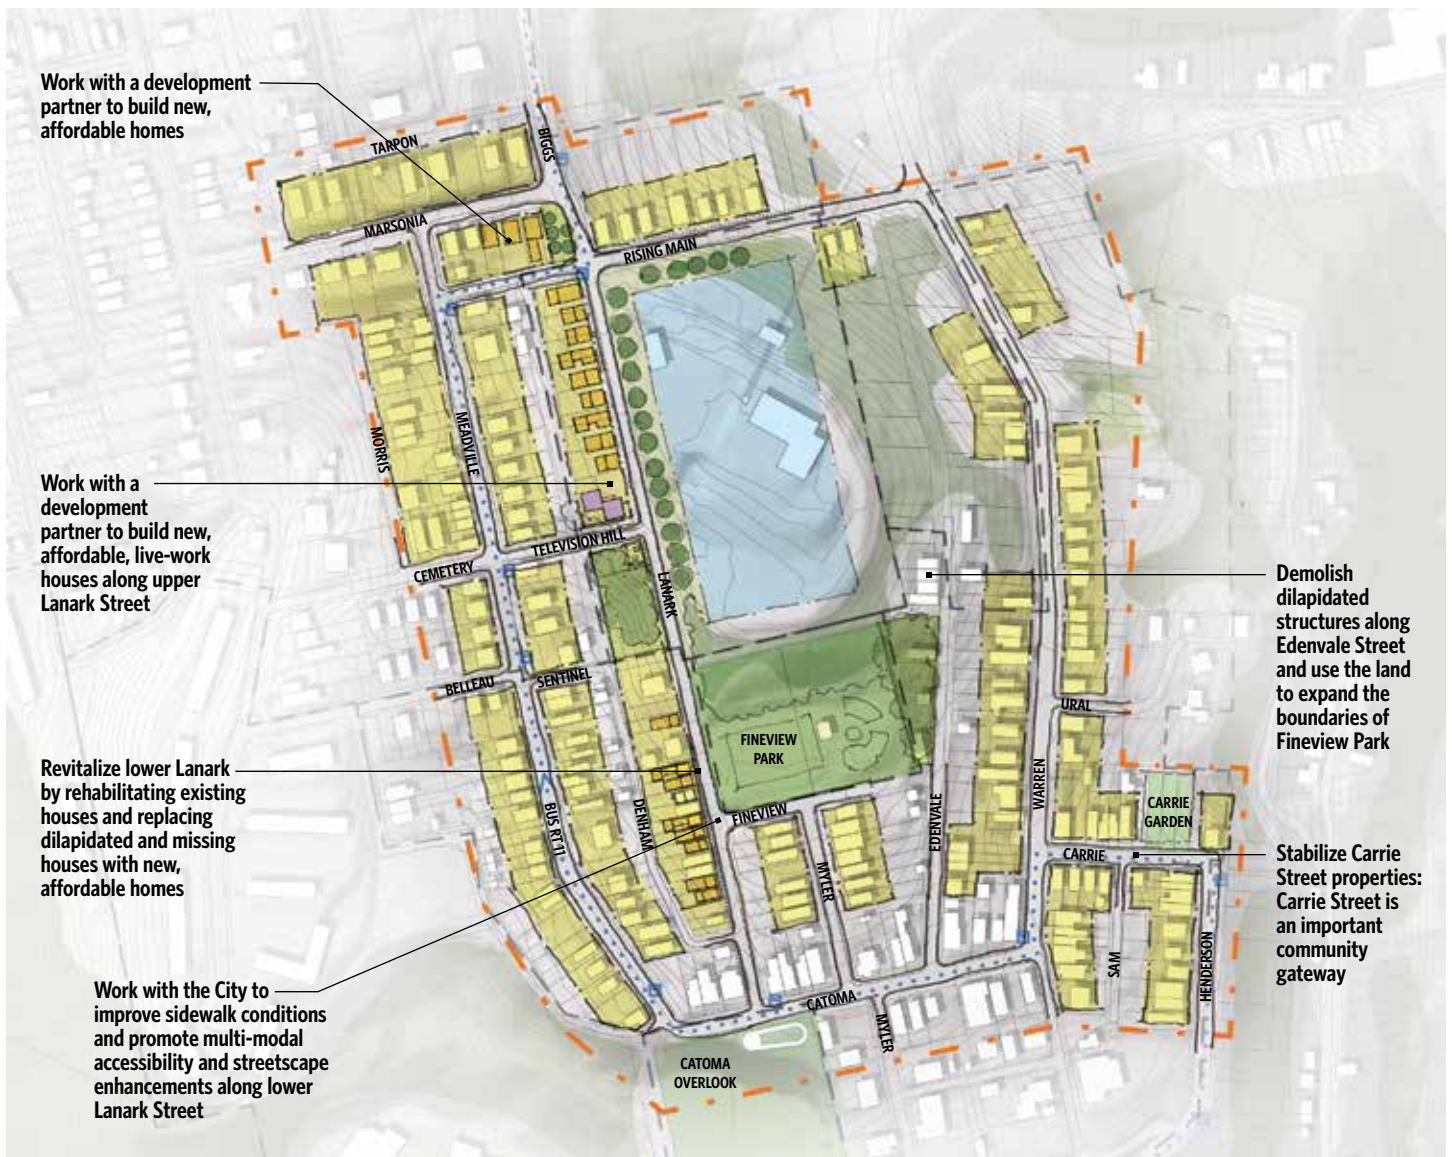 Work with a development
partner to build new,
affordable homes
TARPON
BIGGS
MARSONIA
RISING MAIN
MORRIS
MEADVILLE
Work with a
development
partner to build new,
affordable, live-work
houses along upper
Lanark Street
TELEVISION HILL
CEMETERY
LANARK
Demolish
dilapidated
structures along
Edenvale Street
and use the land
to expand the
boundaries of
Fineview Park
BELLEAU
SENTINEL
URAL
FINEVIEW
PARK
Revitalize lower Lanark
by rehabilitating existing
houses and replacing
dilapidated and missing
houses with new,
affordable homes
BUS RT 11
DENHAM
FINEVIEW
MYLER
EDENVALE
WARREN
CARRIE
GARDEN
CARRIE
Stabilize Carrie
Street properties:
Carrie Street is
an important
community
gateway
SAM
HENDERSON
Work with the City to
improve sidewalk conditions
and promote multi-modal
accessibility and streetscape
enhancements along lower
Lanark Street
CATOMA
MYLER
CATOMA
OVERLOOK